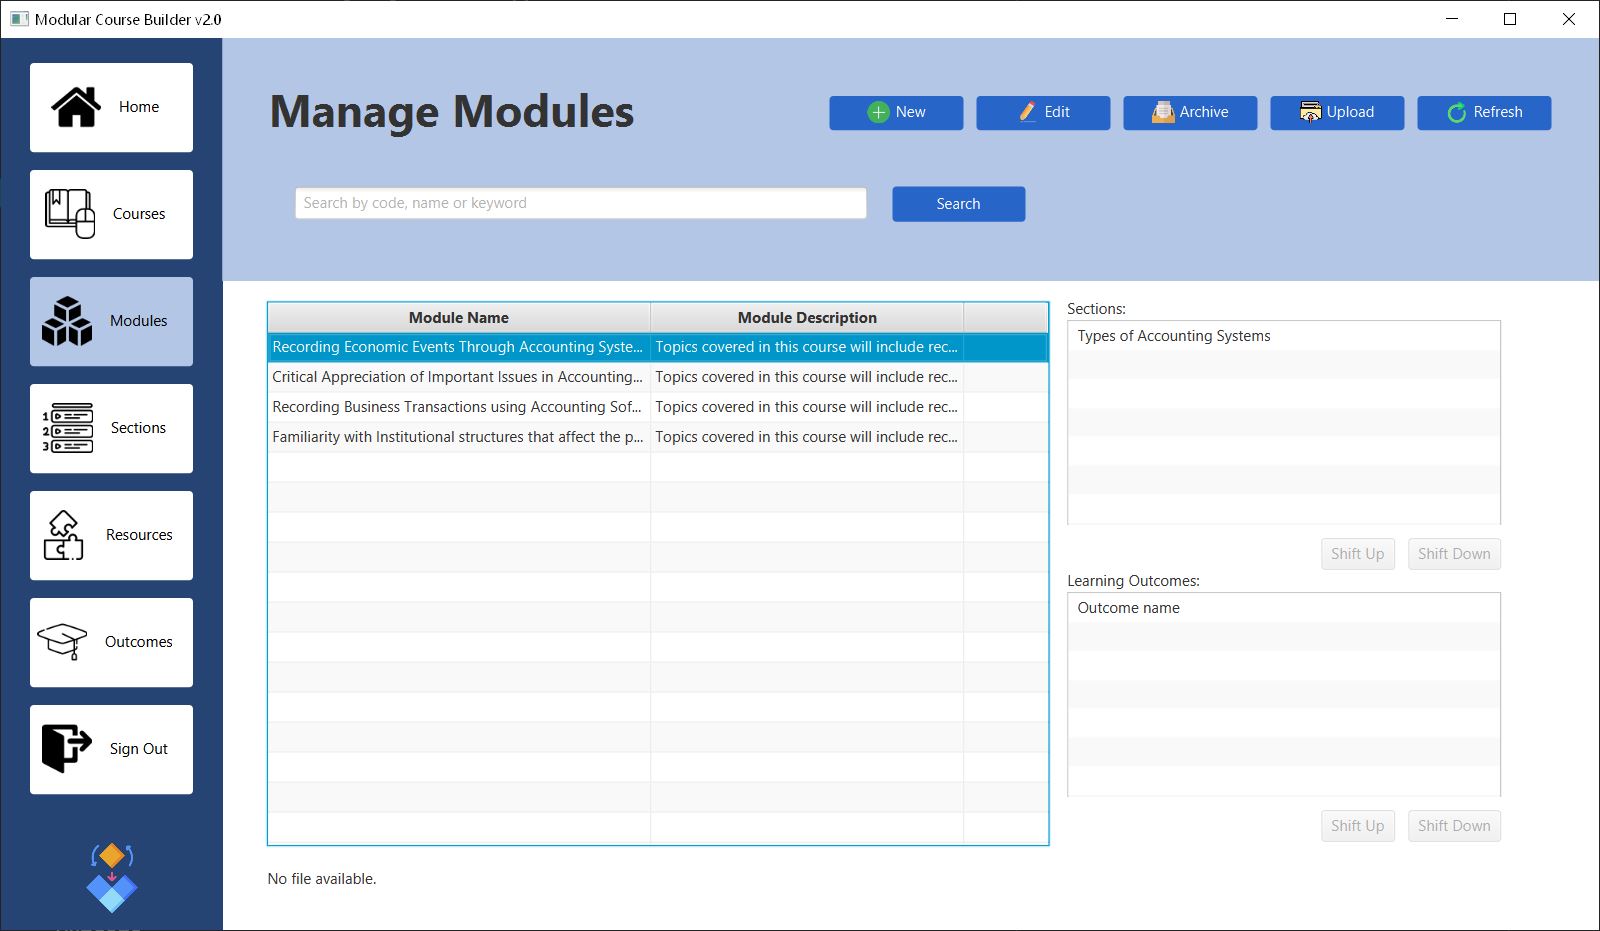 Modular Course Builder v2.0
Home
Courses
Modules
Sections
Resources
Outcomes
Sign Out
Manage Modules
New
Edit
Archive
Upload
Refresh
Search by code, name or keyword
Search
Module Name
Module Description
Recording Economic Events Through Accounting Syste... Topics covered in this course will include rec...
Critical Appreciation of Important Issues in Accounting... Topics covered in this course will include rec...
Recording Business Transactions using Accounting Sof... Topics covered in this course will include rec...
Familiarity with Institutional structures that affect the p... Topics covered in this course will include rec...
No file available.
Sections:
Types of Accounting Systems
Shift Up
Shift Down
Learning Outcomes:
Outcome name
Shift Up
Shift Down